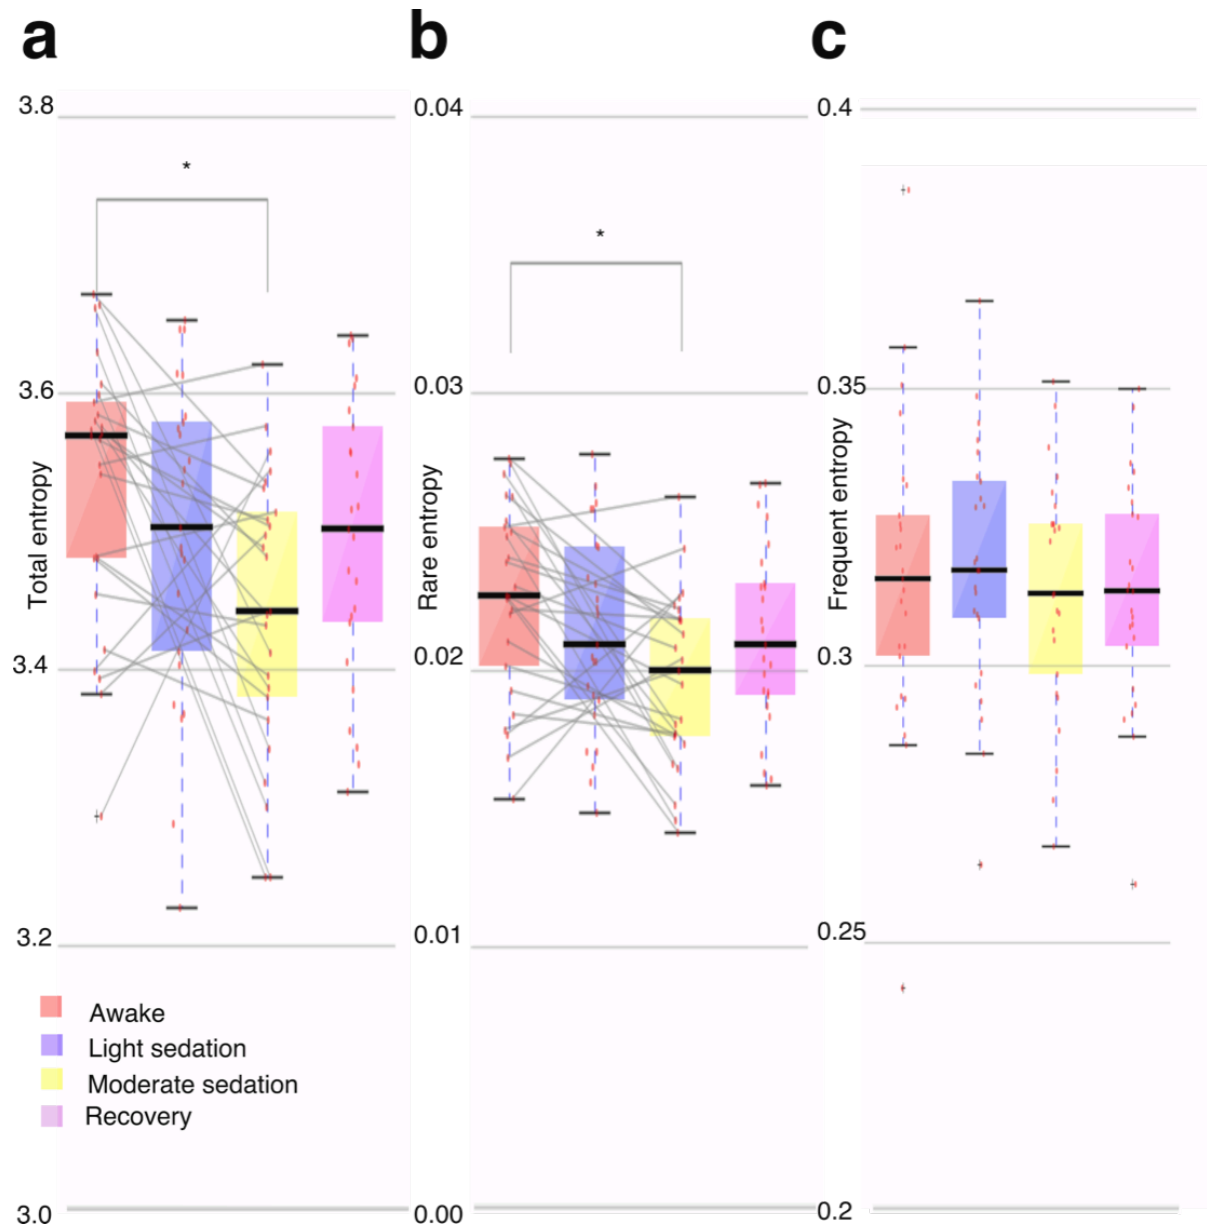 a
b
c
3.8
3.6
3.4
3.2
3.0
Total entropy
*
Awake
Light sedation
Moderate sedation
Recovery
0.04
0.03
0.02
0.01
0.00
Rare entropy
*
0.4
0.35
0.3
0.25
0.2
Frequent entropy